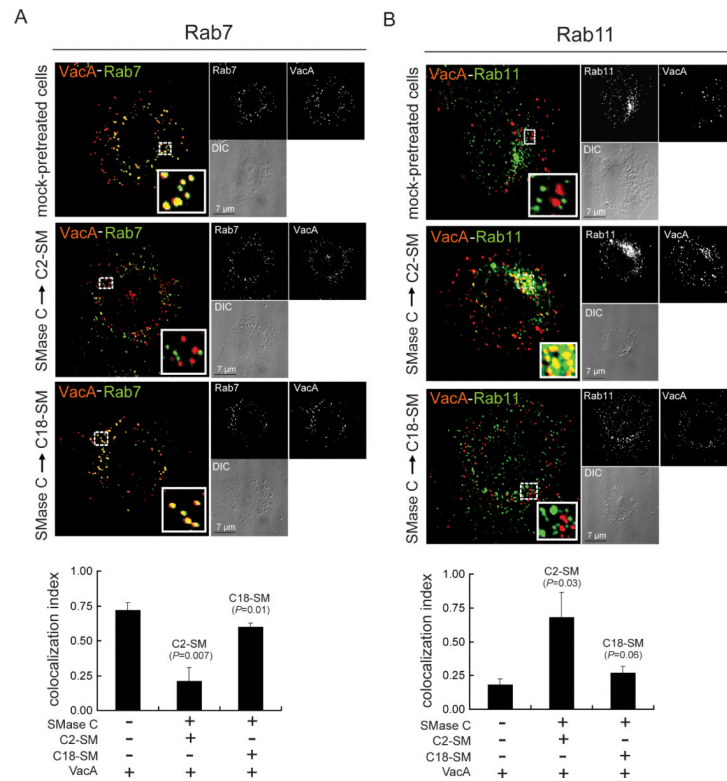 A
Rab7
mock-pretreated cells
VacA-Rab7
Rab7
VacA
DIC
7 µm
SMase C → C2-SM
VacA-Rab7
Rab7
VacA
DIC
7 µm
SMase C → C18-SM
VacA-Rab7
Rab7
VacA
DIC
7 µm
colocalization index
1.00
0.75
0.50
0.25
0.00
C2-SM
(P=0.007)
C18-SM
(P=0.01)
SMase C - + +
C2-SM - + -
C18-SM - - +
VacA + + +
B
Rab11
mock-pretreated cells
VacA-Rab11
Rab11
VacA
DIC
7 µm
SMase C → C2-SM
VacA-Rab11
Rab11
VacA
DIC
7 µm
SMase C → C18-SM
VacA-Rab11
Rab11
VacA
DIC
7 µm
colocalization index
1.00
0.75
0.50
0.25
0.00
C2-SM
(P=0.03)
C18-SM
(P=0.06)
SMase C - + +
C2-SM - + -
C18-SM - - +
VacA + + +